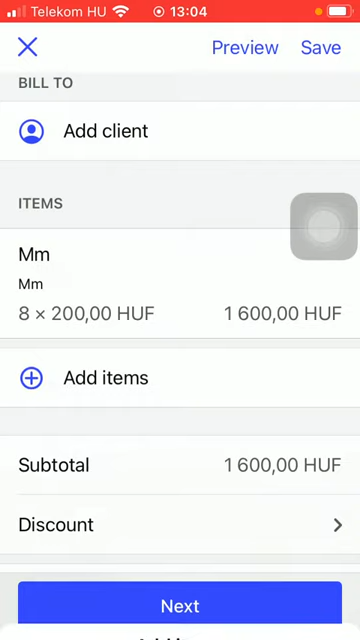 Telekom HU 13:04
Preview Save
BILL TO
Add client
ITEMS
Mm
Mm
8 × 200,00 HUF 1 600,00 HUF
Add items
Subtotal 1 600,00 HUF
Discount
Next